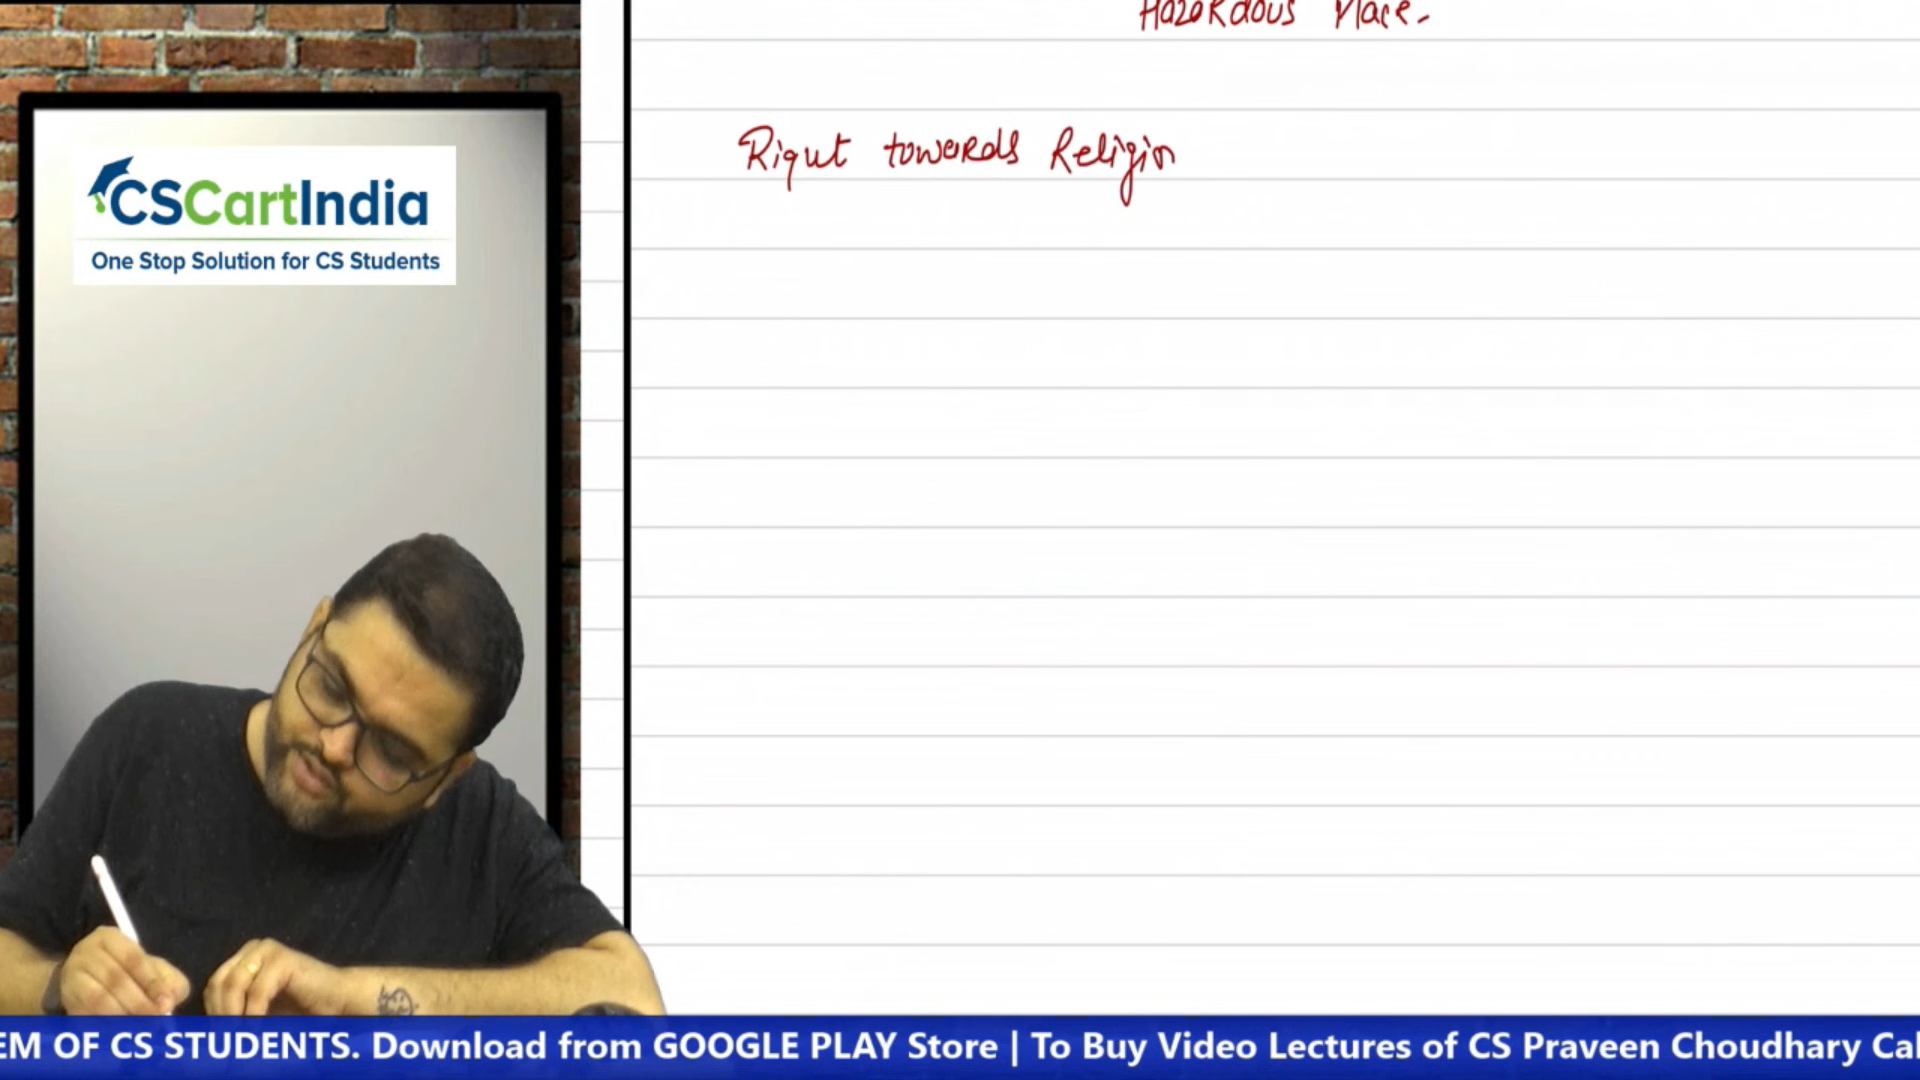 Hazardous Place.
Right towards Religion
CSCartIndia
One Stop Solution for CS Students
EM OF CS STUDENTS. Download from GOOGLE PLAY Store | To Buy Video Lectures of CS Praveen Choudhary Cal